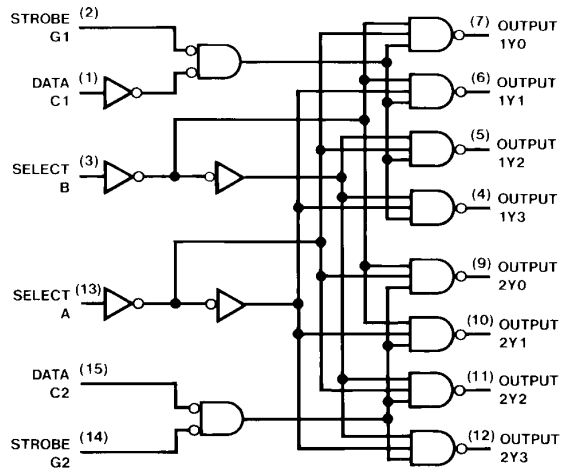 STROBE (2)
G1
DATA (1)
C1
SELECT (3)
B
SELECT (13)
A
DATA (15)
C2
STROBE (14)
G2
(7) OUTPUT
1Y0
(6) OUTPUT
1Y1
(5) OUTPUT
1Y2
(4) OUTPUT
1Y3
(9) OUTPUT
2Y0
(10) OUTPUT
2Y1
(11) OUTPUT
2Y2
(12) OUTPUT
2Y3